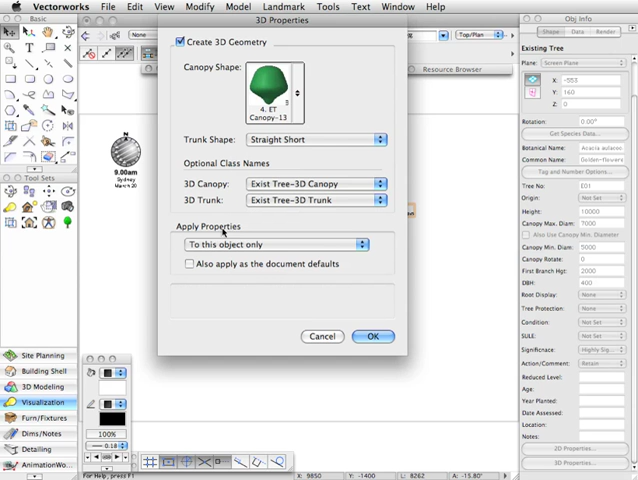 Vectorworks File Edit View Modify Model Landmark Tools Text Window Help
None
3D Properties
Top/Plan
Resource Browser
Create 3D Geometry
Canopy Shape:
4. ET
Canopy-13
Trunk Shape: Straight Short
Optional Class Names
3D Canopy: Exist Tree-3D Canopy
3D Trunk: Exist Tree-3D Trunk
Apply Properties
To this object only
Also apply as the document defaults
Cancel OK
N
9.00am
Sydney
March 20
Tool Sets
Site Planning
Building Shell
3D Modeling
Visualization
Furn/Fixtures
Dims/Notes
Detailing
AnimationWo...
100%
0.18
For Help, press F1
X: 9850 Y: -1400 L: 8262 A: -15.80°
Obj Info
Shape Data Render
Existing Tree
Plane: Screen Plane
X: -553
Y: 160
Z: 0
Rotation: 0.00°
Get Species Data...
Botanical Name: Acacia aulacoc
Common Name: Golden-flowere
Tag and Number Options...
Tree No: E01
Origin: Not Set
Height: 10000
Canopy Max. Diam: 7000
Also Use Canopy Min. Diameter
Canopy Min. Diam: 5000
Canopy Rotate: 0
First Branch Hgt: 2000
DBH: 400
Root Display: None
Tree Protection: None
Condition: Not Set
SULE: Not Set
Significnace: Highly Sig...
Action/Comment: Retain
Reduced Level:
Age:
Year Planted:
Date Assessed:
Location:
Notes:
2D Properties...
3D Properties...